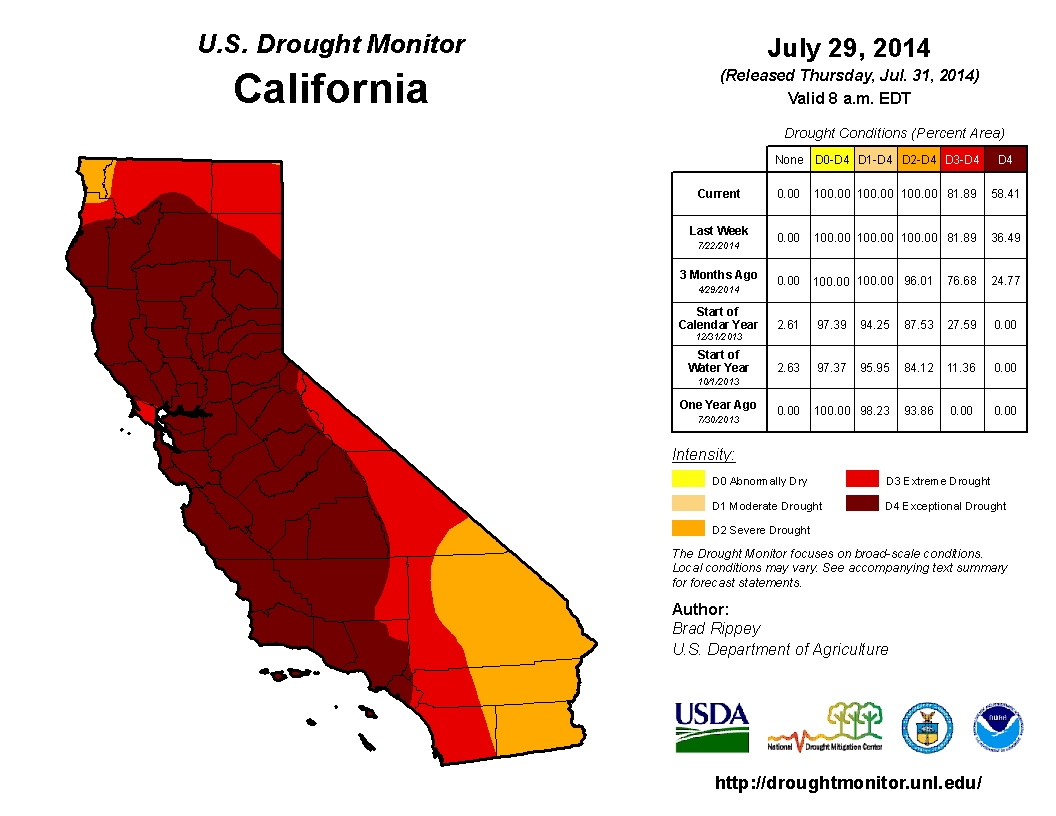 U.S. Drought Monitor
California
July 29, 2014
(Released Thursday, Jul. 31, 2014)
Valid 8 a.m. EDT
Drought Conditions (Percent Area)
None D0-D4 D1-D4 D2-D4 D3-D4 D4
Current 0.00 100.00 100.00 100.00 81.89 58.41
Last Week
7/22/2014
0.00 100.00 100.00 100.00 81.89 36.49
3 Months Ago
4/29/2014
0.00 100.00 100.00 96.01 76.68 24.77
Start of
Calendar Year
12/31/2013
2.61 97.39 94.25 87.53 27.59 0.00
Start of
Water Year
10/1/2013
2.63 97.37 95.95 84.12 11.36 0.00
One Year Ago
7/30/2013
0.00 100.00 98.23 93.86 0.00 0.00
Intensity:
D0 Abnormally Dry
D1 Moderate Drought
D2 Severe Drought
D3 Extreme Drought
D4 Exceptional Drought
The Drought Monitor focuses on broad-scale conditions.
Local conditions may vary. See accompanying text summary
for forecast statements.
Author:
Brad Rippey
U.S. Department of Agriculture
USDA
National Drought Mitigation Center
NOAA
http://droughtmonitor.unl.edu/